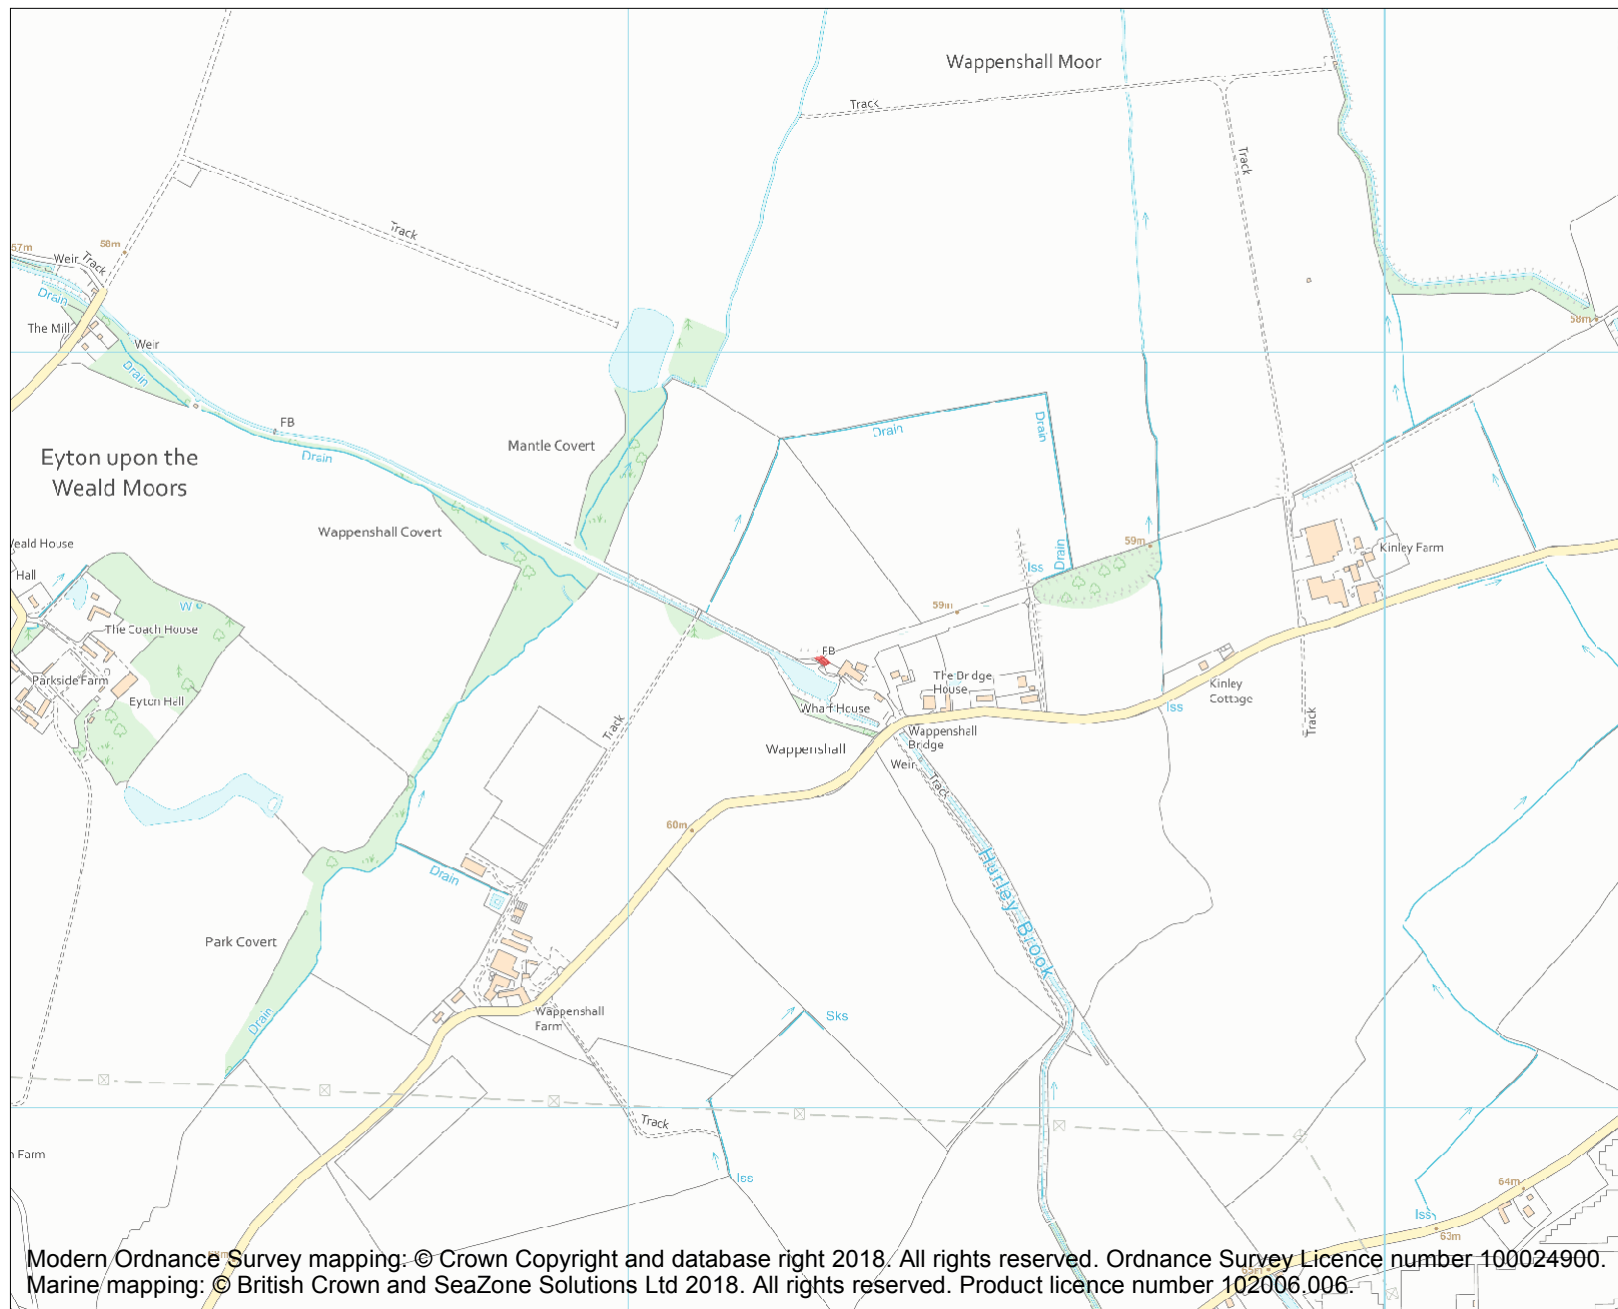 Wappenshall Moor
Track
Track
Track
57m
58m
Weir
Track
Drain
The Mill
Weir
Drain
58m
FB
Drain
Mantle Covert
Drain
Drain
Eyton upon the
Weald Moors
Wappenshall Covert
59m
Kinley Farm
Weald House
Hall
Iss
Drain
W
59m
The Coach House
FB
Parkside Farm
Eyton Hall
The Bridge
House
Kinley
Cottage
Wharf House
Iss
Track
Track
Wappenshall
Wappenshall
Bridge
Weir
Track
60m
Hurley Brook
Drain
Park Covert
Drain
Wappenshall
Farm
Sks
Track
Farm
Iss
64m
Iss
63m
65m
Modern Ordnance Survey mapping: © Crown Copyright and database right 2018. All rights reserved. Ordnance Survey Licence number 100024900.
Marine mapping: © British Crown and SeaZone Solutions Ltd 2018. All rights reserved. Product licence number 102006.006.